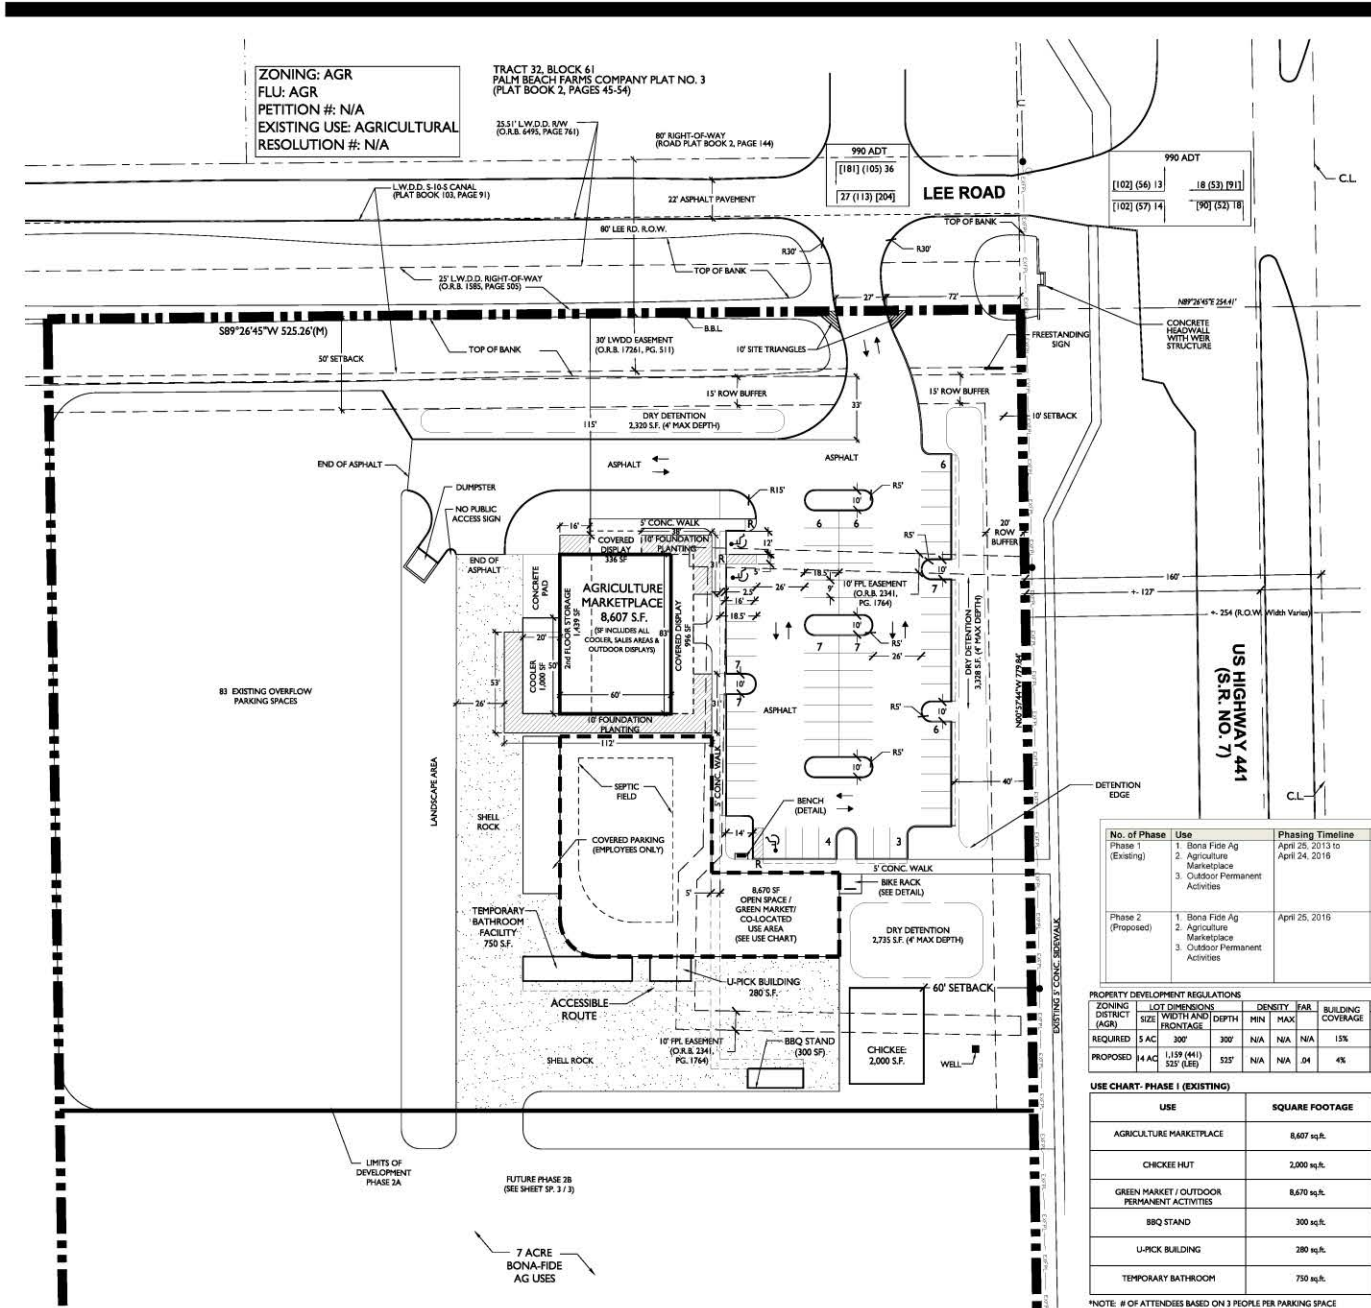 ZONING: AGR
FLU: AGR
PETITION #: N/A
EXISTING USE: AGRICULTURAL
RESOLUTION #: N/A
TRACT 32, BLOCK 61
PALM BEACH FARMS COMPANY PLAT NO. 3
(PLAT BOOK 2, PAGES 45-54)
25.51' L.W.D.D. R/W
(O.R.B. 6495, PAGE 761)
80' RIGHT-OF-WAY
(ROAD PLAT BOOK 2, PAGE 144)
990 ADT
[181] (105) 36
27 (113) [204]
LEE ROAD
990 ADT
[102] (56) 13
18 (53) [91]
[102] (57) 14
[90] (52) 18
C.L.
L.W.D.D. S-10-S CANAL
(PLAT BOOK 103, PAGE 91)
22' ASPHALT PAVEMENT
80' LEE RD. R.O.W.
TOP OF BANK
R30'
R30'
TOP OF BANK
25' L.W.D.D. RIGHT-OF-WAY
(O.R.B. 1585, PAGE 505)
27'
72'
N89°26'45"E 254.41'
S89°26'45"W 525.26'(M)
B.B.L.
CONCRETE
HEADWALL
WITH WEIR
STRUCTURE
FREESTANDING
SIGN
50' SETBACK
TOP OF BANK
30' LWDD EASEMENT
(O.R.B. 17261, PG. 511)
10' SITE TRIANGLES
15' ROW BUFFER
15' ROW BUFFER
33'
10' SETBACK
DRY DETENTION
2,320 S.F. (4' MAX DEPTH)
115'
END OF ASPHALT
ASPHALT
ASPHALT
6
DUMPSTER
R15'
R5'
10'
NO PUBLIC
ACCESS SIGN
16'
5' CONC. WALK
38'
R
6
6
20'
ROW
BUFFER
COVERED
DISPLAY
336 SF
10' FOUNDATION
PLANTING
12'
R5'
END OF
ASPHALT
R
31'
5'
18.5'
10'
7
160'
CONCRETE
PAD
AGRICULTURE
MARKETPLACE
8,607 S.F.
(SF INCLUDES ALL
COOLER, SALES AREAS &
OUTDOOR DISPLAYS)
2nd FLOOR STORAGE
1,439 SF
COVERED DISPLAY
996 SF
83'
2.5'
16'
18.5'
26'
9'
10' FPL EASEMENT
(O.R.B. 2341,
PG. 1764)
+- 127'
+- 254 (R.O.W. Width Varies)
10'
R5'
7
7
26'
DRY DETENTION
3,328 S.F. (4' MAX DEPTH)
N00°57'44"W 779.84'
US HIGHWAY 441
(S.R. NO. 7)
20'
COOLER
1,000 SF
50'
53'
60'
26'
83 EXISTING OVERFLOW
PARKING SPACES
7
10'
7
ASPHALT
R5'
10'
6
31'
10' FOUNDATION
PLANTING
112'
R5'
10'
LANDSCAPE AREA
SEPTIC
FIELD
5' CONC. WALK
BENCH
(DETAIL)
40'
DETENTION
EDGE
C.L.
SHELL
ROCK
COVERED PARKING
(EMPLOYEES ONLY)
14'
4
3
R
5' CONC. WALK
No. of Phase Use Phasing Timeline
Phase 1
(Existing)
1. Bona Fide Ag
2. Agriculture
Marketplace
3. Outdoor Permanent
Activities
April 25, 2013 to
April 24, 2016
Phase 2
(Proposed)
1. Bona Fide Ag
2. Agriculture
Marketplace
3. Outdoor Permanent
Activities
April 25, 2016
5'
8,670 SF
OPEN SPACE /
GREEN MARKET/
CO-LOCATED
USE AREA
(SEE USE CHART)
BIKE RACK
(SEE DETAIL)
TEMPORARY
BATHROOM
FACILITY
750 S.F.
DRY DETENTION
2,735 S.F. (4' MAX DEPTH)
EXISTING 5' CONC. SIDEWALK
U-PICK BUILDING
280 S.F.
60' SETBACK
ACCESSIBLE
ROUTE
10' FPL EASEMENT
(O.R.B. 2341,
PG. 1764)
BBQ STAND
(300 SF)
CHICKEE:
2,000 S.F.
WELL
SHELL ROCK
PROPERTY DEVELOPMENT REGULATIONS
ZONING
DISTRICT
(AGR)
LOT DIMENSIONS
SIZE
WIDTH AND
FRONTAGE
DEPTH
DENSITY
MIN MAX
FAR
BUILDING
COVERAGE
REQUIRED 5 AC 300' 300' N/A N/A N/A 15%
PROPOSED 14 AC 1,159 (441)
525' (LEE)
525' N/A N/A .04 4%
USE CHART- PHASE I (EXISTING)
USE SQUARE FOOTAGE
AGRICULTURE MARKETPLACE 8,607 sq.ft.
CHICKEE HUT 2,000 sq.ft.
GREEN MARKET / OUTDOOR
PERMANENT ACTIVITIES 8,670 sq.ft.
BBQ STAND 300 sq.ft.
U-PICK BUILDING 280 sq.ft.
TEMPORARY BATHROOM 750 sq.ft.
*NOTE: # OF ATTENDEES BASED ON 3 PEOPLE PER PARKING SPACE
LIMITS OF
DEVELOPMENT
PHASE 2A
FUTURE PHASE 2B
(SEE SHEET SP. 3 / 3)
7 ACRE
BONA-FIDE
AG USES